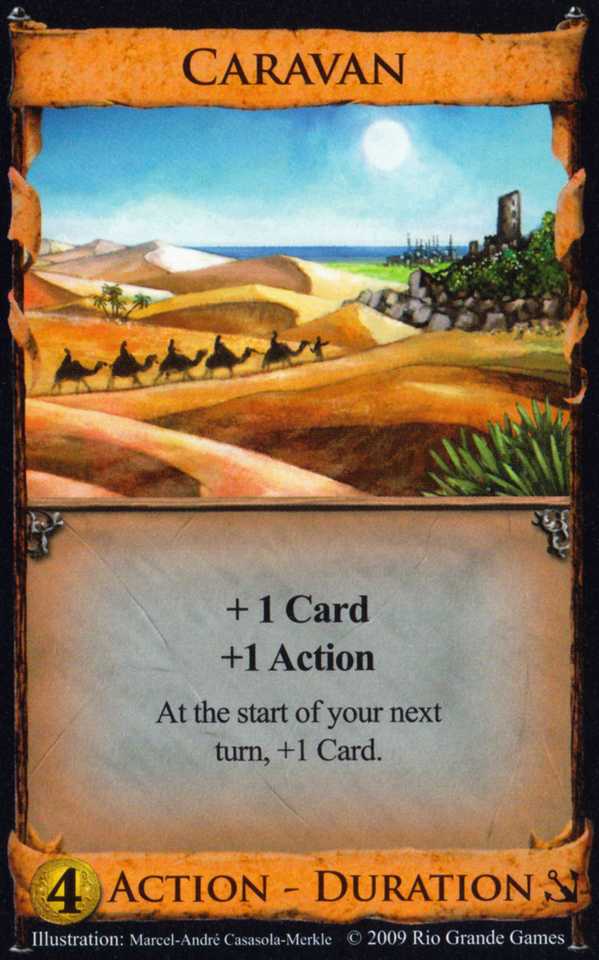 CARAVAN
+ 1 Card
+1 Action
At the start of your next
turn, +1 Card.
4 ACTION - DURATION
Illustration: Marcel-André Casasola-Merkle © 2009 Rio Grande Games